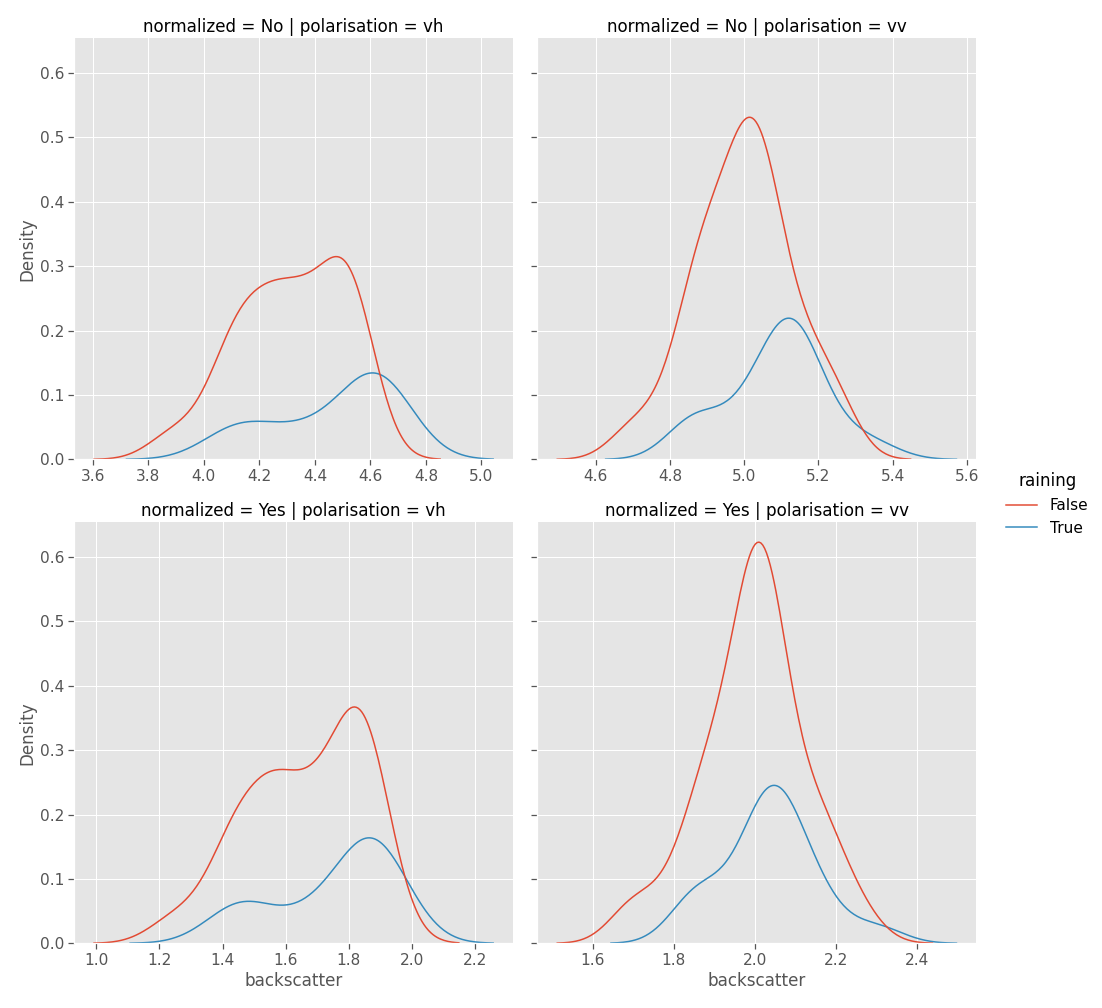 normalized = No | polarisation = vh
normalized = No | polarisation = vv
0.6
0.5
0.4
0.3
0.2
0.1
0.0
Density
3.6 3.8 4.0 4.2 4.4 4.6 4.8 5.0
4.6 4.8 5.0 5.2 5.4 5.6
raining
False
True
normalized = Yes | polarisation = vh
normalized = Yes | polarisation = vv
0.6
0.5
0.4
0.3
0.2
0.1
0.0
Density
1.0 1.2 1.4 1.6 1.8 2.0 2.2
1.6 1.8 2.0 2.2 2.4
backscatter
backscatter